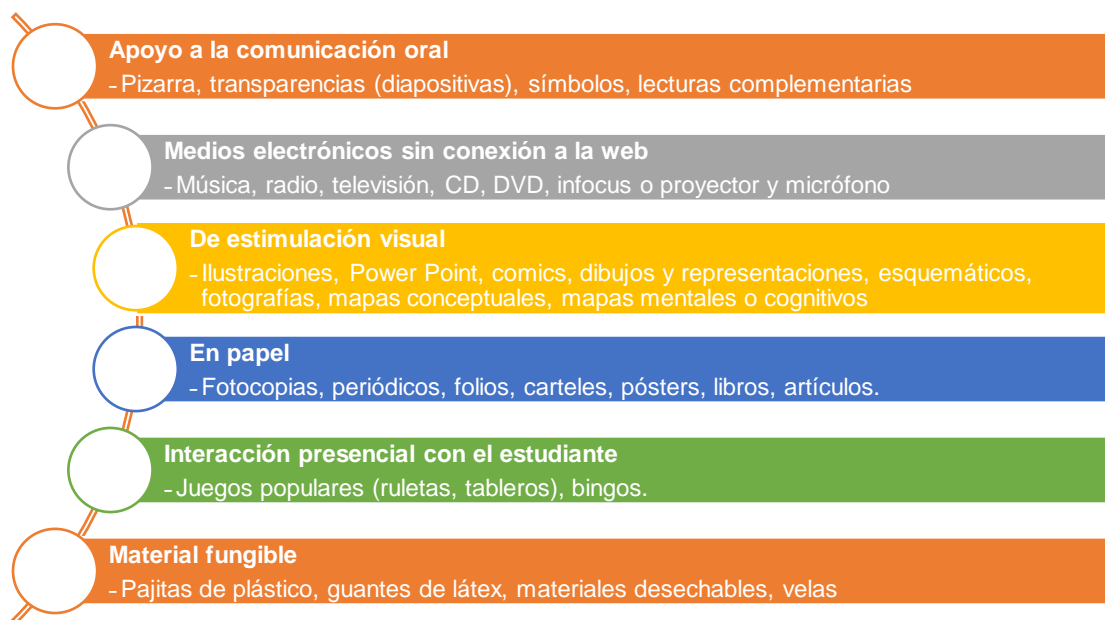 Apoyo a la comunicación oral
- Pizarra, transparencias (diapositivas), símbolos, lecturas complementarias
Medios electrónicos sin conexión a la web
- Música, radio, televisión, CD, DVD, infocus o proyector y micrófono
De estimulación visual
- Ilustraciones, Power Point, comics, dibujos y representaciones, esquemáticos,
fotografías, mapas conceptuales, mapas mentales o cognitivos
En papel
- Fotocopias, periódicos, folios, carteles, pósters, libros, artículos.
Interacción presencial con el estudiante
- Juegos populares (ruletas, tableros), bingos.
Material fungible
- Pajitas de plástico, guantes de látex, materiales desechables, velas